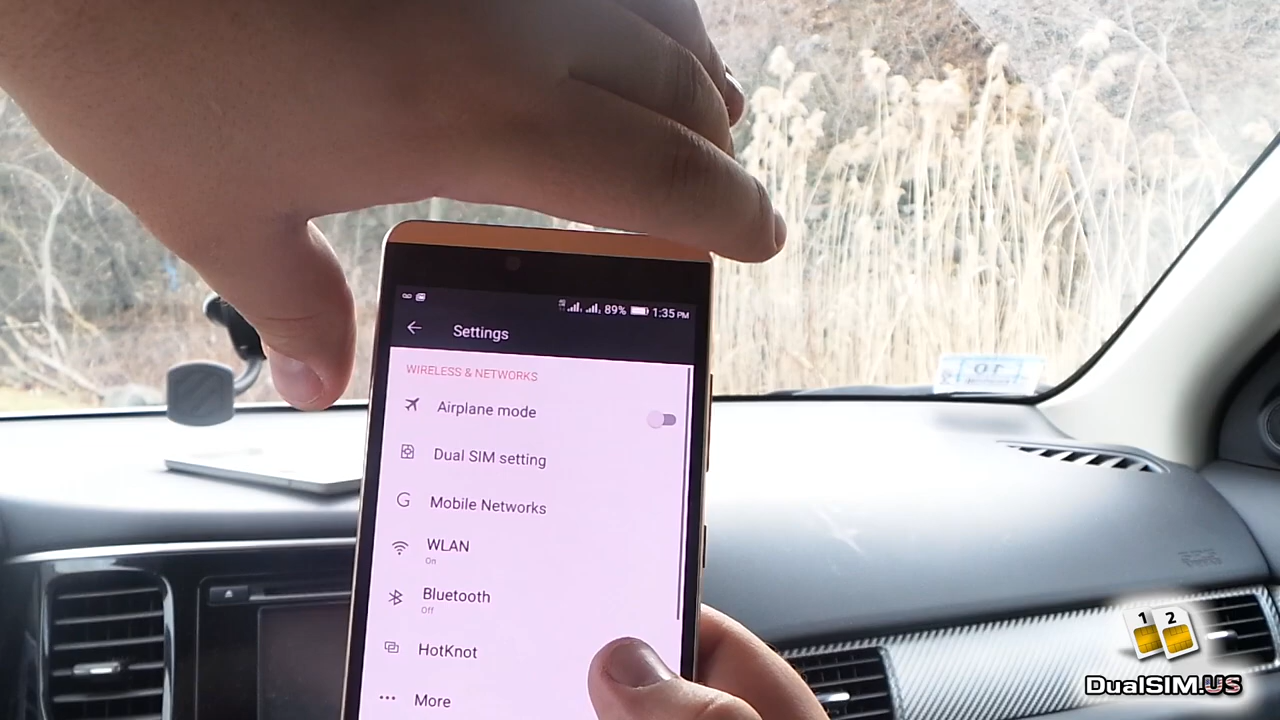 89% 1:35 PM
Settings
WIRELESS & NETWORKS
Airplane mode
Dual SIM setting
Mobile Networks
WLAN
On
Bluetooth
Off
HotKnot
More
10
1 2
DualSIM.US